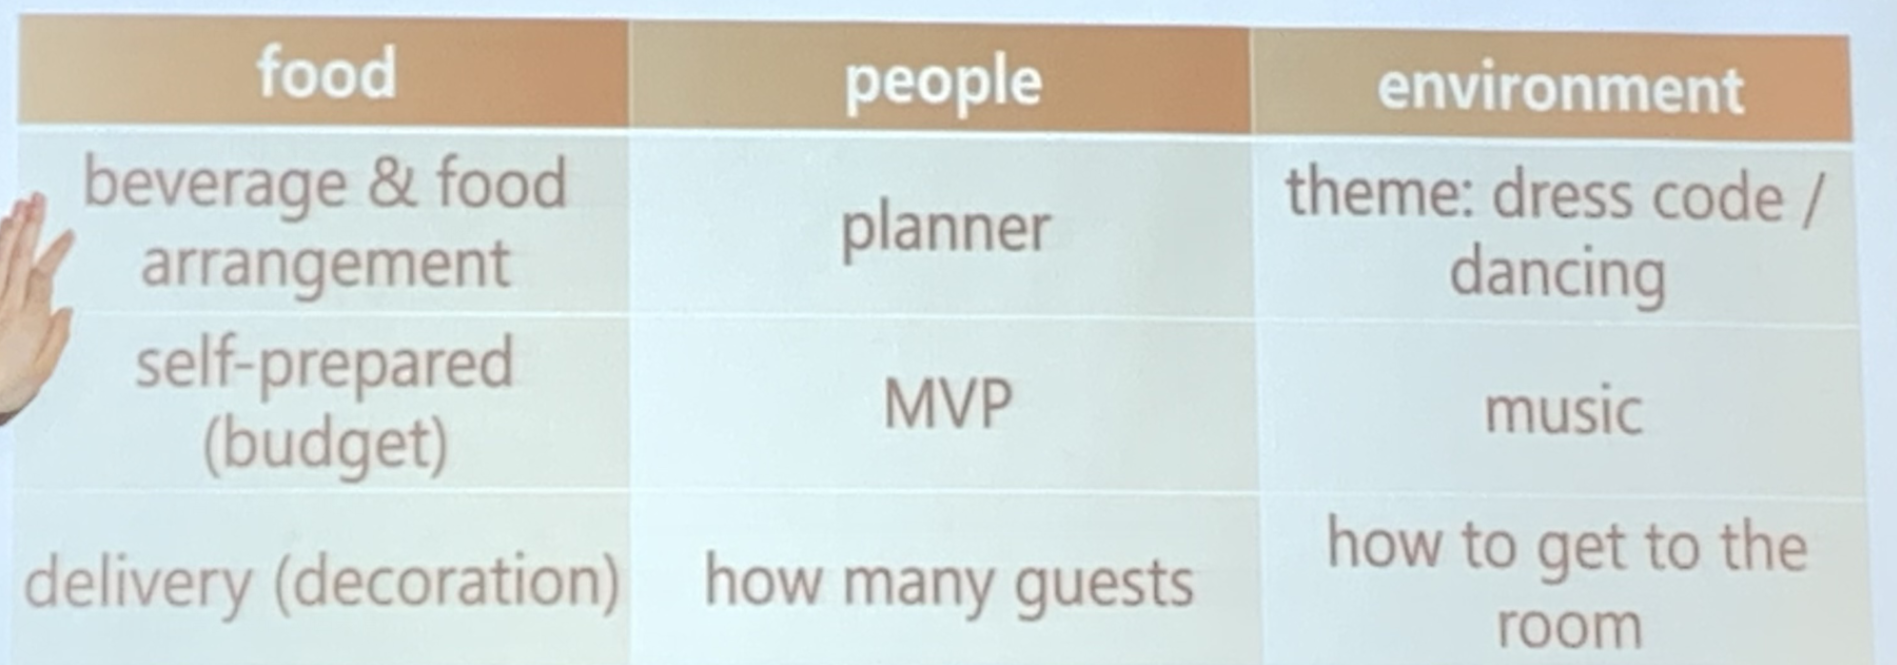 food people environment
beverage & food arrangement
planner
theme: dress code / dancing
self-prepared (budget)
MVP
music
delivery (decoration)
how many guests
how to get to the room